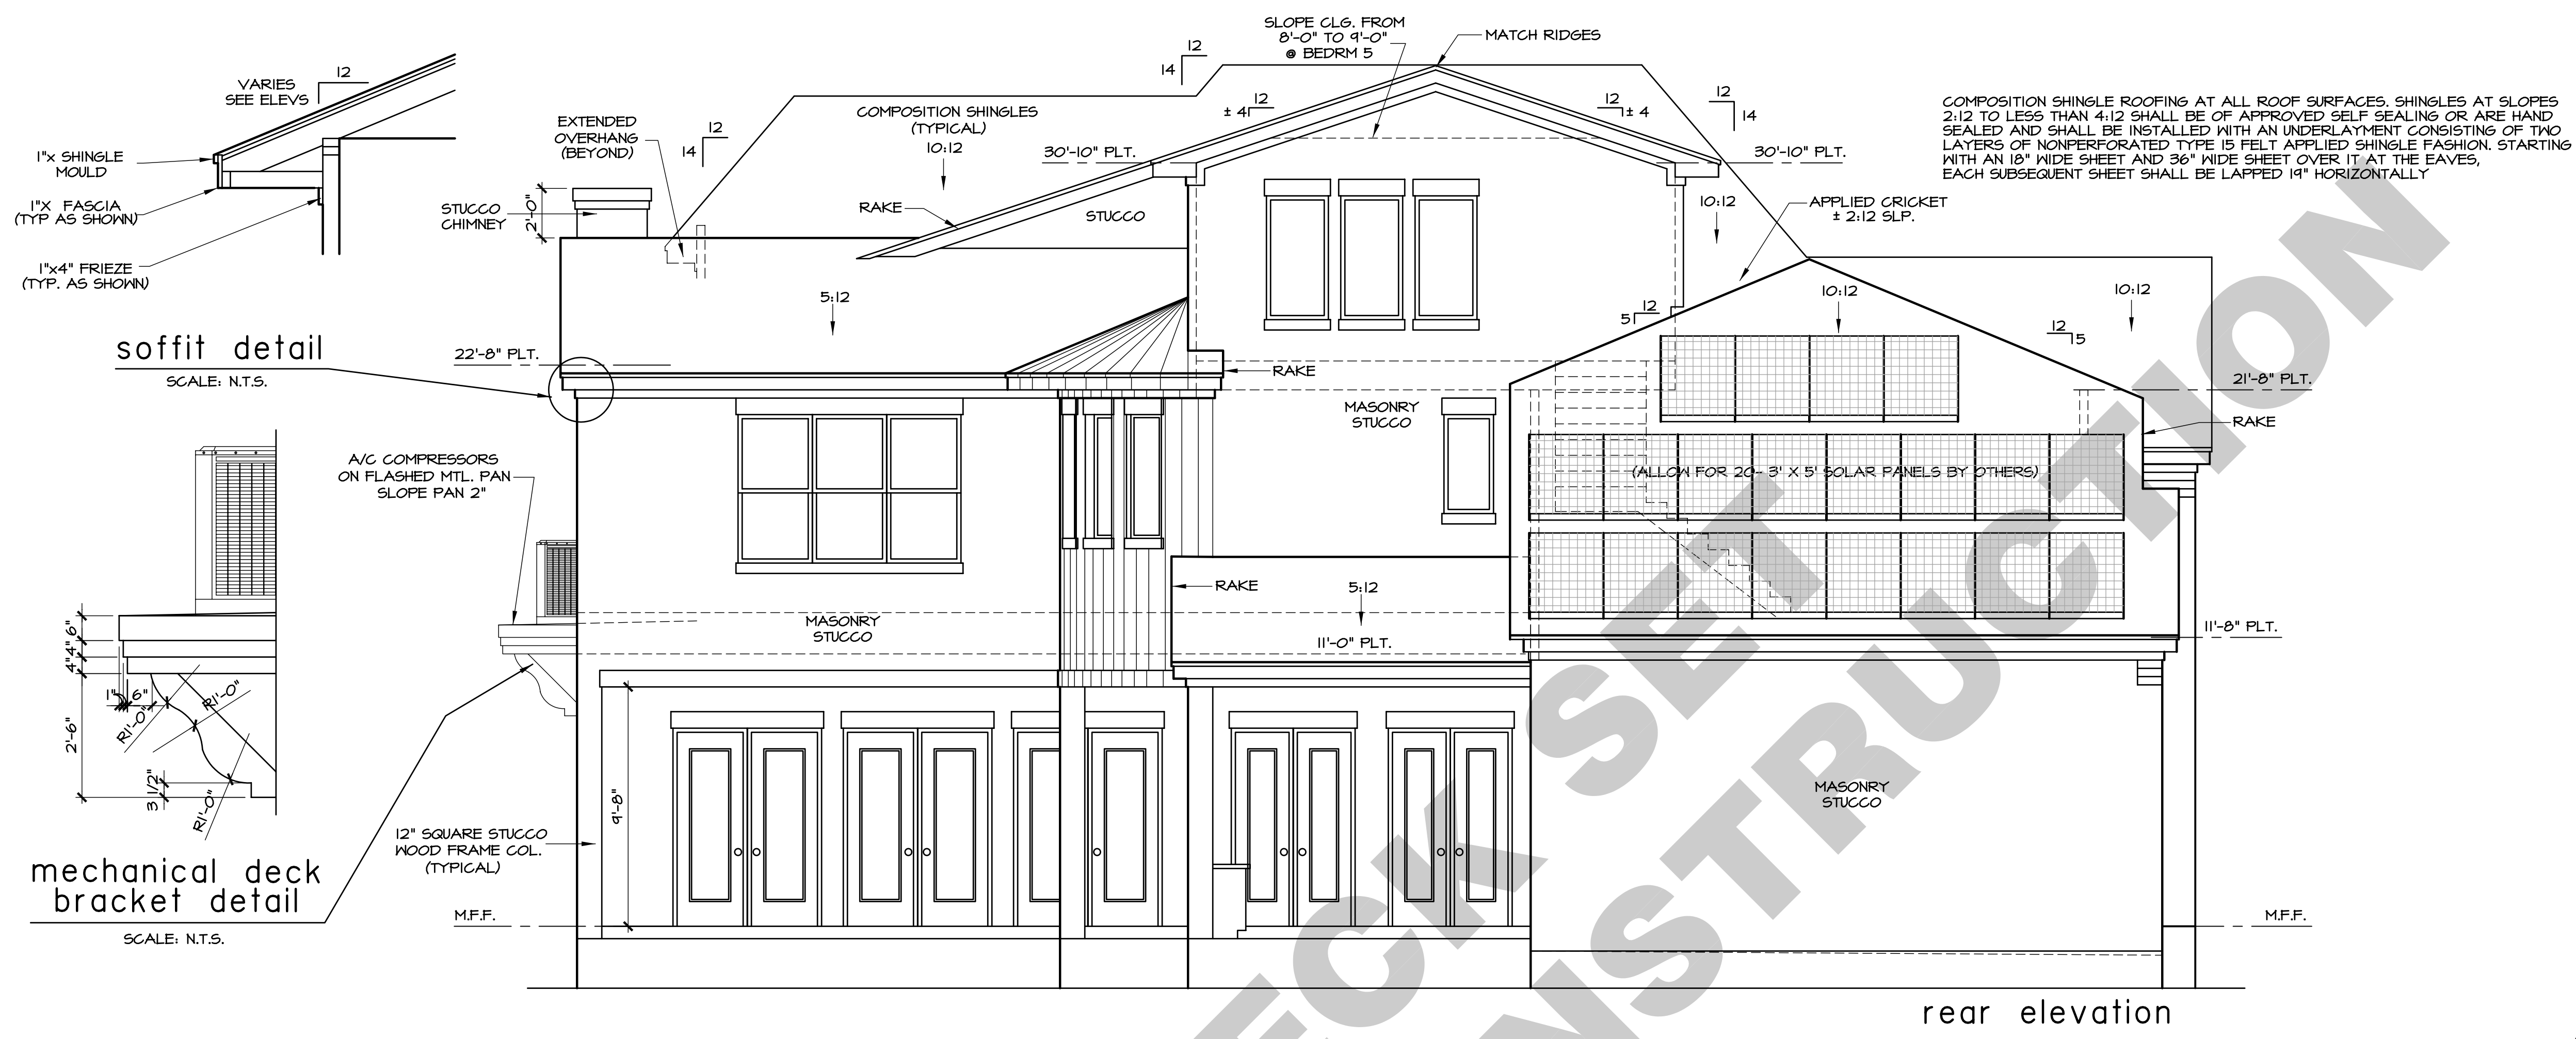 SLOPE CLG. FROM
8'-0" TO 9'-0"
@ BEDRM 5
MATCH RIDGES
12
14
12
± 4
12
± 4
12
14
12
VARIES
SEE ELEVS
1"x SHINGLE
MOULD
1"X FASCIA
(TYP AS SHOWN)
1"x4" FRIEZE
(TYP. AS SHOWN)
soffit detail
SCALE: N.T.S.
EXTENDED
OVERHANG
(BEYOND)
12
14
COMPOSITION SHINGLES
(TYPICAL)
10:12
30'-10" PLT.
30'-10" PLT.
COMPOSITION SHINGLE ROOFING AT ALL ROOF SURFACES. SHINGLES AT SLOPES
2:12 TO LESS THAN 4:12 SHALL BE OF APPROVED SELF SEALING OR ARE HAND
SEALED AND SHALL BE INSTALLED WITH AN UNDERLAYMENT CONSISTING OF TWO
LAYERS OF NONPERFORATED TYPE 15 FELT APPLIED SHINGLE FASHION. STARTING
WITH AN 18" WIDE SHEET AND 36" WIDE SHEET OVER IT AT THE EAVES,
EACH SUBSEQUENT SHEET SHALL BE LAPPED 19" HORIZONTALLY
STUCCO
CHIMNEY
2'-0"
RAKE
STUCCO
10:12
APPLIED CRICKET
± 2:12 SLP.
5:12
12
5
10:12
10:12
12
5
22'-8" PLT.
RAKE
21'-8" PLT.
MASONRY
STUCCO
RAKE
A/C COMPRESSORS
ON FLASHED MTL. PAN
SLOPE PAN 2"
(ALLOW FOR 20- 3' X 5' SOLAR PANELS BY OTHERS)
RAKE
5:12
MASONRY
STUCCO
11'-0" PLT.
11'-8" PLT.
6"
4"
4"
1"
6"
R1'-0"
R1'-0"
2'-6"
3 1/2"
R1'-0"
9'-8"
MASONRY
STUCCO
12" SQUARE STUCCO
WOOD FRAME COL.
(TYPICAL)
mechanical deck
bracket detail
SCALE: N.T.S.
M.F.F.
M.F.F.
rear elevation
ECK SET
NSTRUCTION